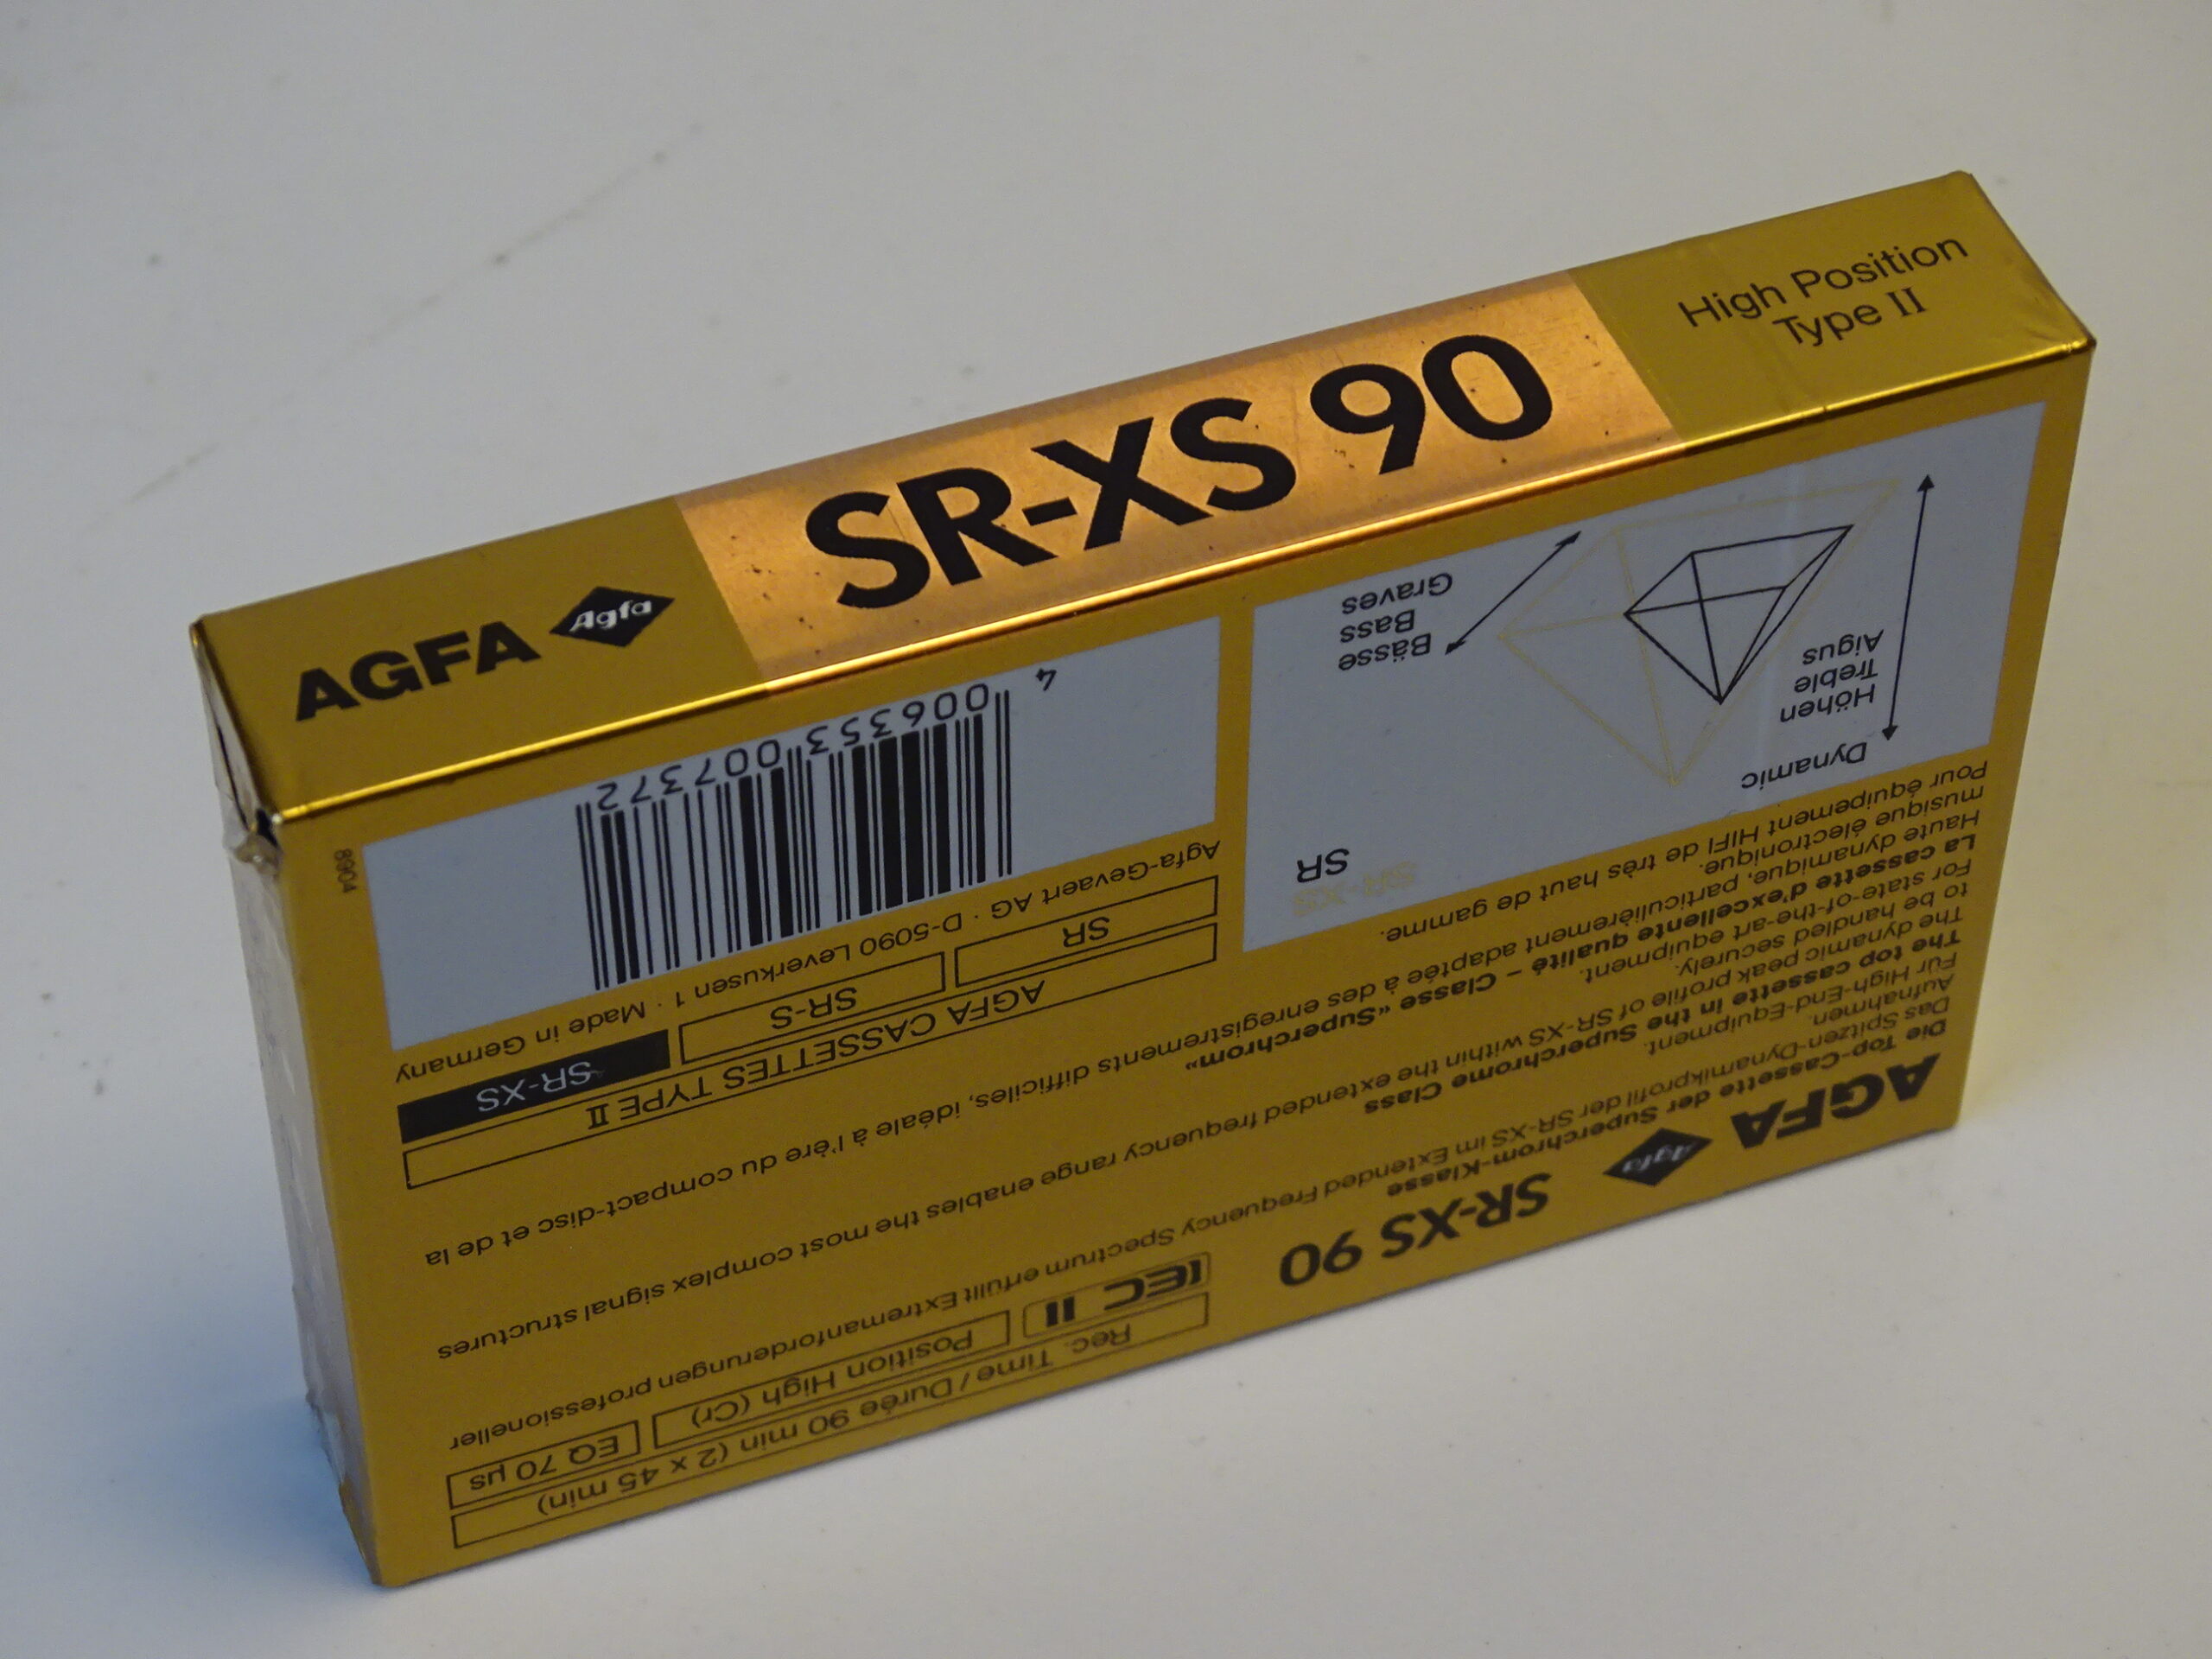 AGFA Agfa SR-XS 90 High Position
Type II
AGFA Agfa SR-XS 90
Rec. Time / Durée 90 min (2 x 45 min)
IEC II Position High (Cr) EQ 70 µs
Die Top-Cassette der Superchrom-Klasse
Das Spitzen-Dynamikprofil der SR-XS im Extended Frequency Spectrum erfüllt Extremanforderungen professioneller
Aufnahmen.
Für High-End-Equipment.
The top cassette in the Superchrome Class
The dynamic peak profile of SR-XS within the extended frequency range enables the most complex signal structures
to be handled securely.
For state-of-the-art equipment.
La cassette d'excellente qualité – Classe «Superchrom»
Haute dynamique, particulièrement adaptée à des enregistrements difficiles, idéale à l'ère du compact-disc et de la
musique électronique.
Pour équipement HIFI de très haut de gamme.
SR-XS
SR
Dynamic
Höhen
Treble
Aigus
Bässe
Bass
Graves
AGFA CASSETTES TYPE II
SR SR-S SR-XS
Agfa-Gevaert AG · D-5090 Leverkusen 1 · Made in Germany
4 006353 007372
8904